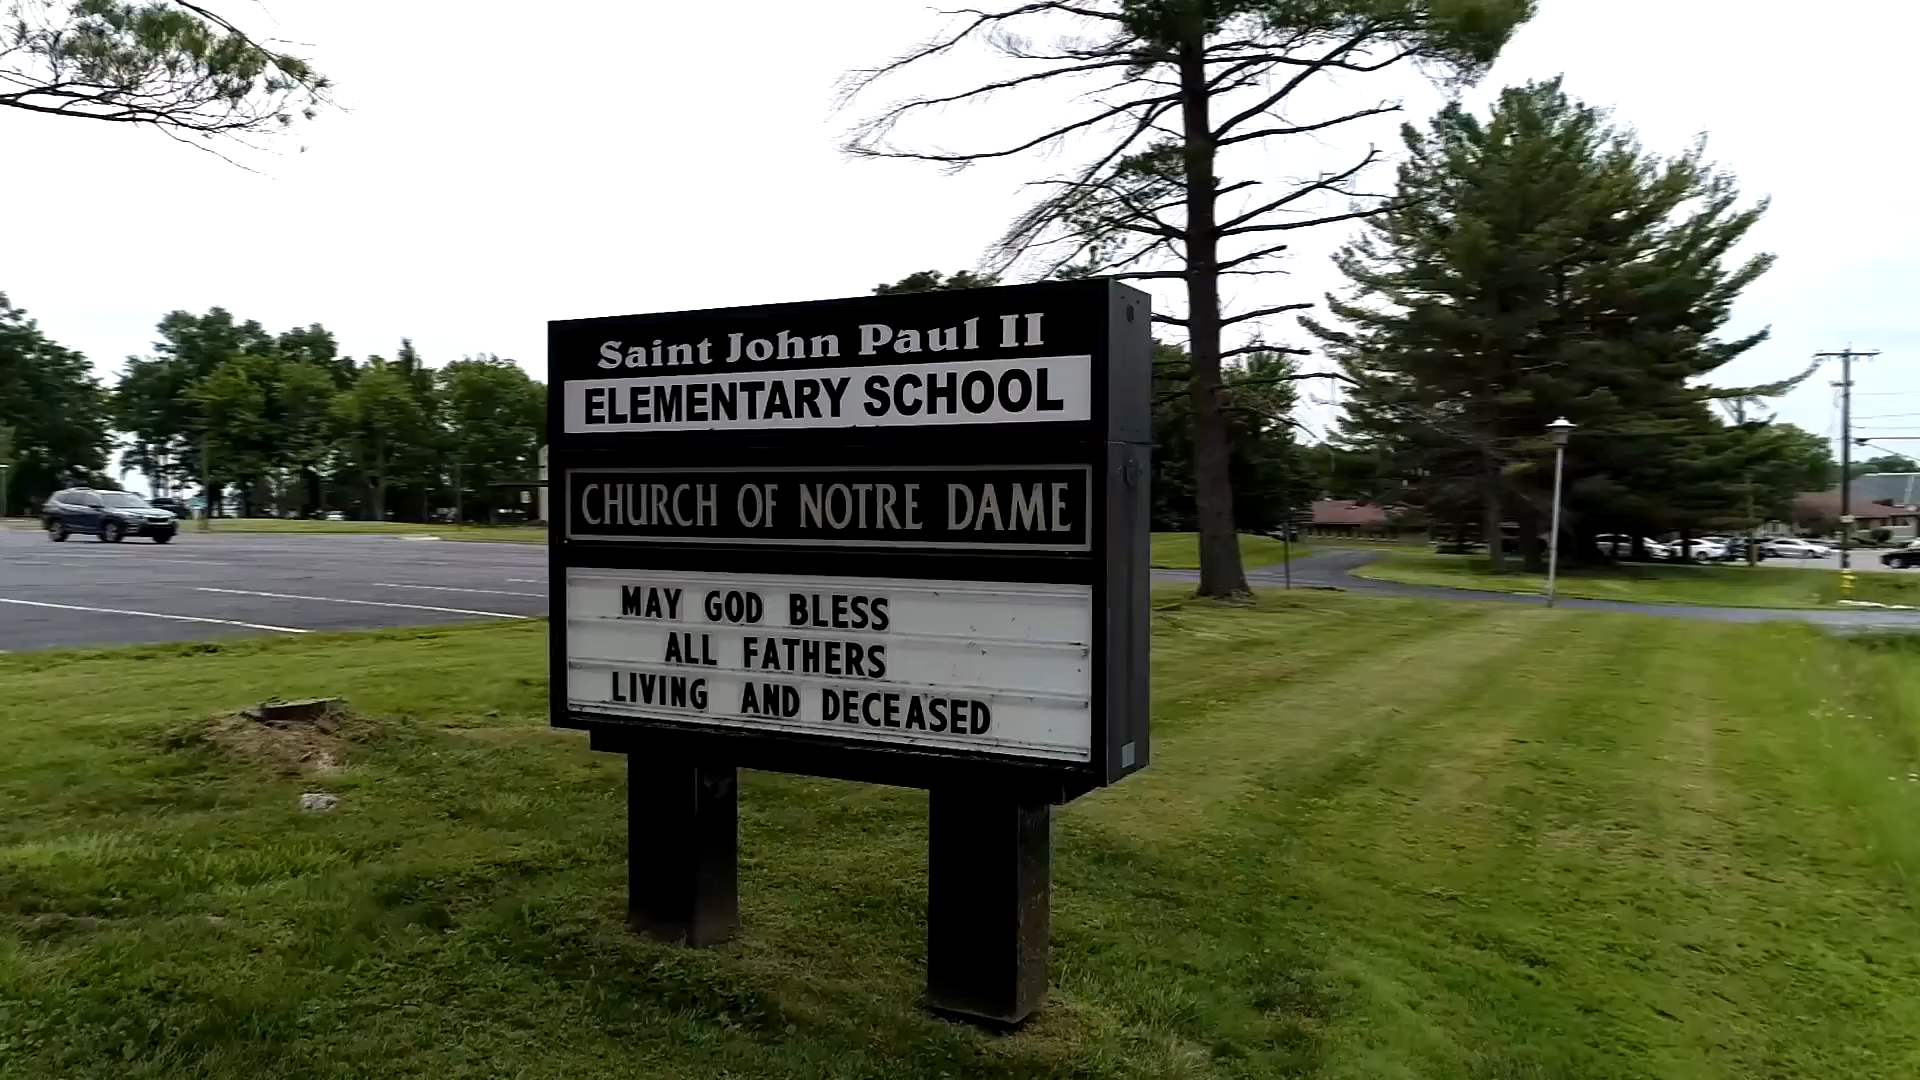 Saint John Paul II
ELEMENTARY SCHOOL
CHURCH OF NOTRE DAME
MAY GOD BLESS
ALL FATHERS
LIVING AND DECEASED